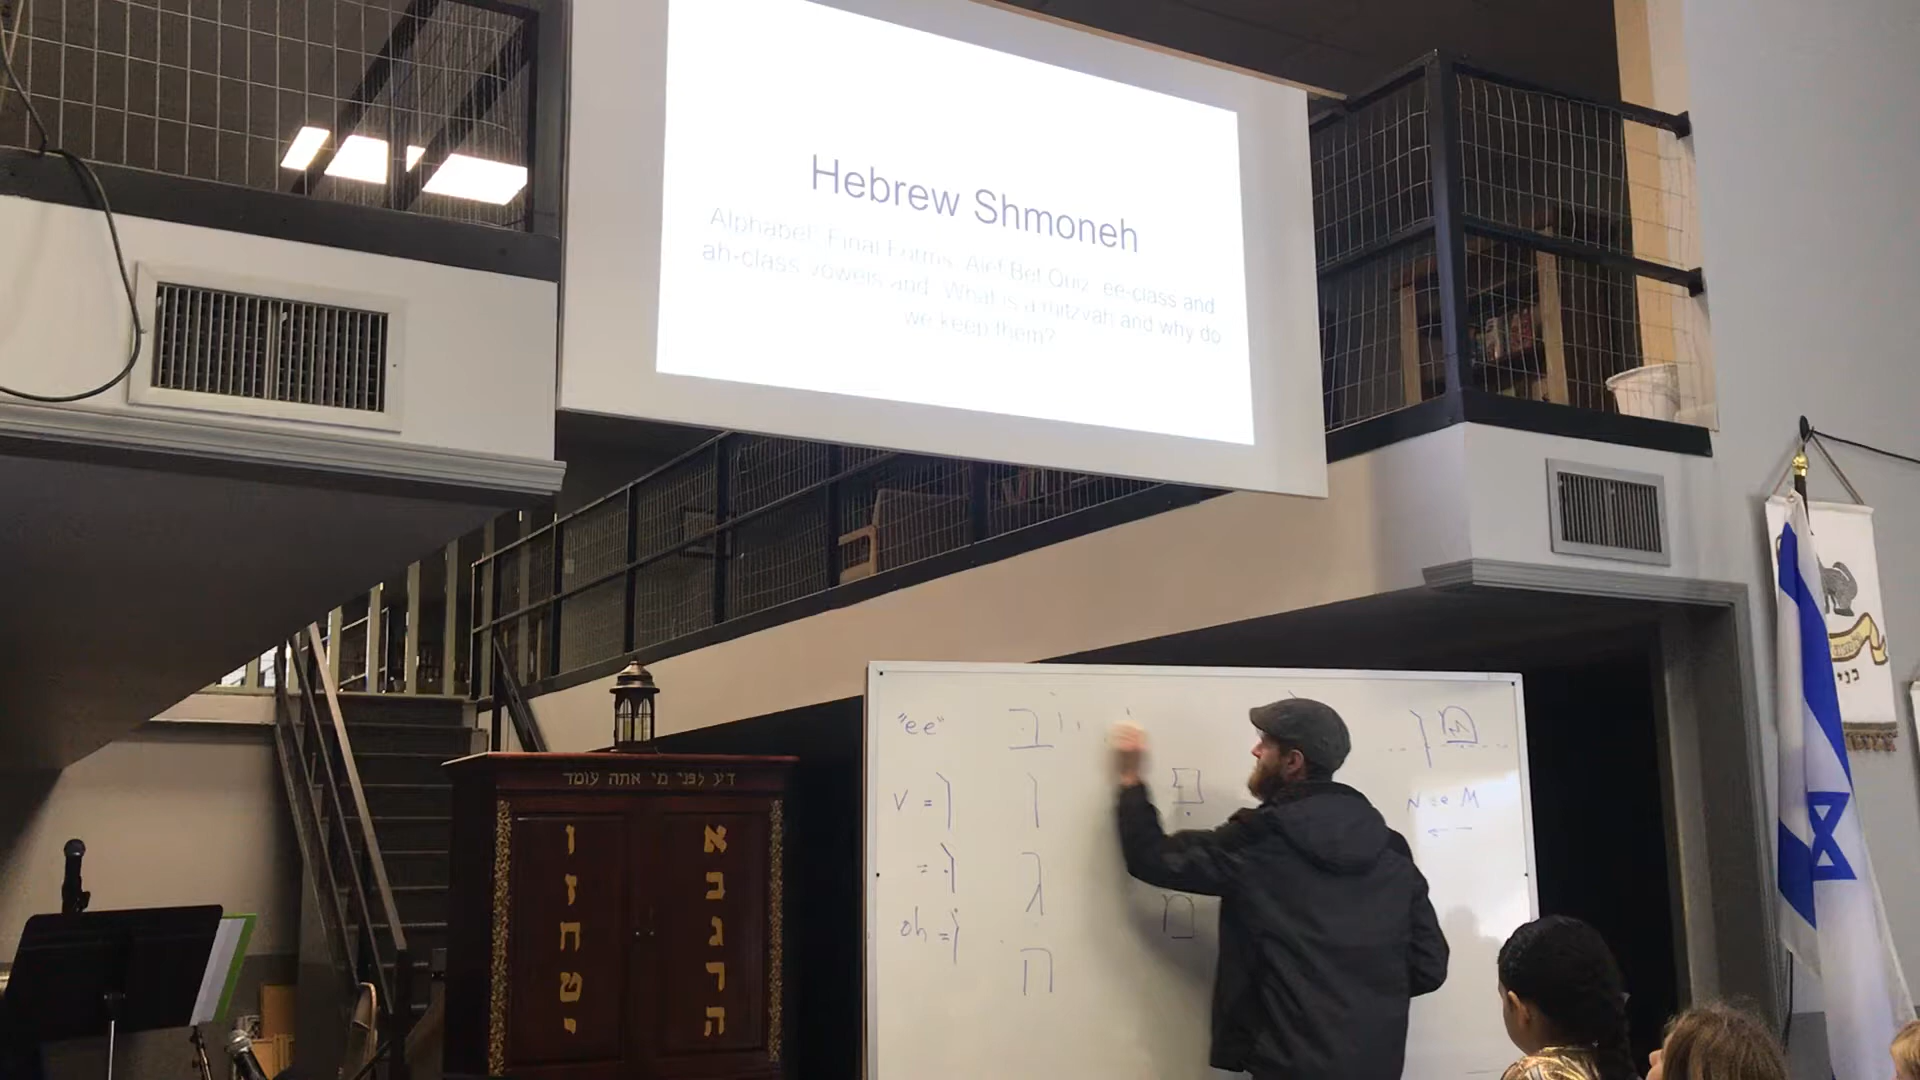 Hebrew Shmoneh
Alphabet: Final Forms, Alef Bet Quiz, ee-class and
ah-class vowels and: What is a mitzvah and why do
we keep them?
דע לפני מי אתה עומד
א
ב
ג
ד
ה
ו
ז
ח
ט
י
"ee"
v = ו
= וּ
oh = וֹ
בּ
ו
ג
ח
מ